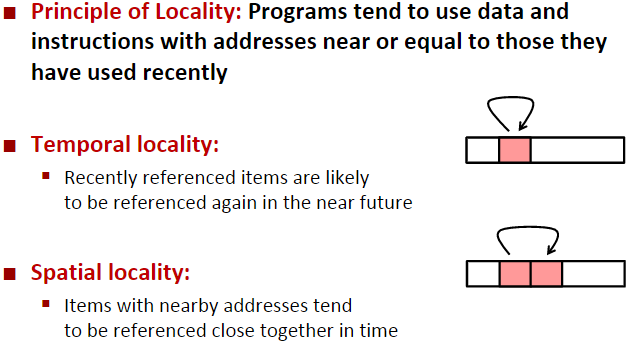 Principle of Locality: Programs tend to use data and
instructions with addresses near or equal to those they
have used recently
Temporal locality:
Recently referenced items are likely
to be referenced again in the near future
Spatial locality:
Items with nearby addresses tend
to be referenced close together in time